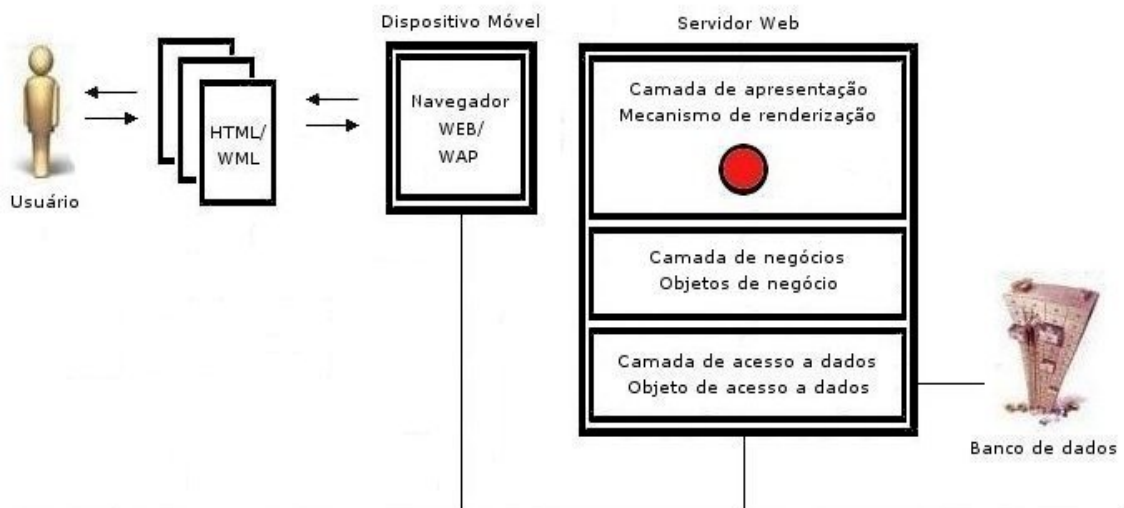 Dispositivo Móvel
Servidor Web
Usuário
HTML/
WML
Navegador
WEB/
WAP
Camada de apresentação
Mecanismo de renderização
Camada de negócios
Objetos de negócio
Camada de acesso a dados
Objeto de acesso a dados
Banco de dados